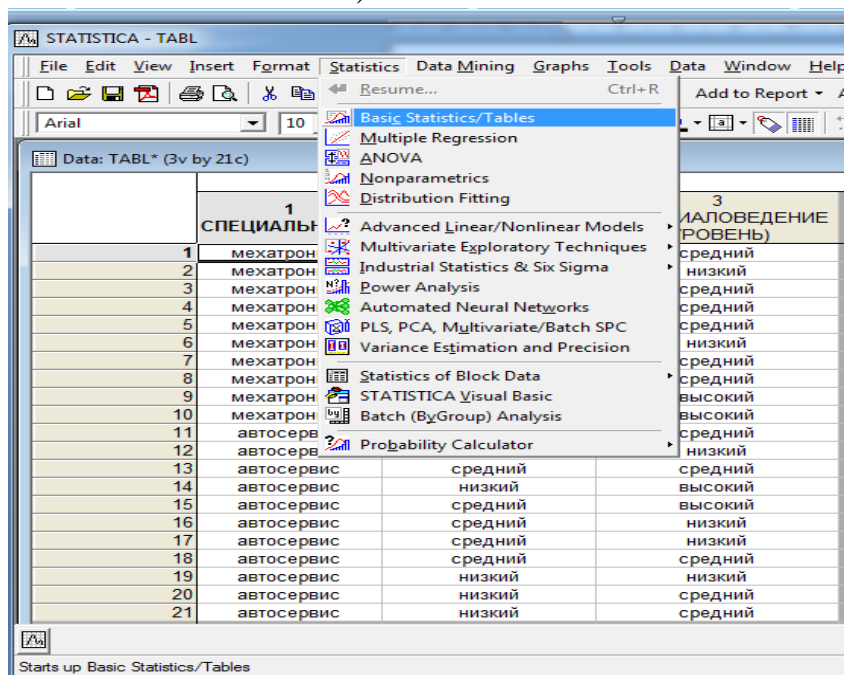 STATISTICA - TABL
File Edit View Insert Format Statistics Data Mining Graphs Tools Data Window Help
Resume... Ctrl+R
Add to Report
Arial 10
Basic Statistics/Tables
Multiple Regression
ANOVA
Nonparametrics
Distribution Fitting
Advanced Linear/Nonlinear Models
Multivariate Exploratory Techniques
Industrial Statistics & Six Sigma
Power Analysis
Automated Neural Networks
PLS, PCA, Multivariate/Batch SPC
Variance Estimation and Precision
Statistics of Block Data
STATISTICA Visual Basic
Batch (ByGroup) Analysis
Probability Calculator
Data: TABL* (3v by 21c)
1 3
СПЕЦИАЛЬН ИАЛОВЕДЕНИЕ
РОВЕНЬ)
1 мехатрон средний
2 мехатрон низкий
3 мехатрон средний
4 мехатрон средний
5 мехатрон средний
6 мехатрон низкий
7 мехатрон средний
8 мехатрон средний
9 мехатрон высокий
10 мехатрон высокий
11 автосерв средний
12 автосерв низкий
13 автосервис средний средний
14 автосервис низкий высокий
15 автосервис средний средний
16 автосервис средний низкий
17 автосервис средний низкий
18 автосервис средний средний
19 автосервис низкий низкий
20 автосервис низкий средний
21 автосервис низкий средний
Starts up Basic Statistics/Tables